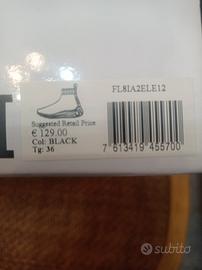 FL8IA2ELE12
Suggested Retail Price
€ 129.00
Col: BLACK
Tg: 36
7 613419 455700
subito